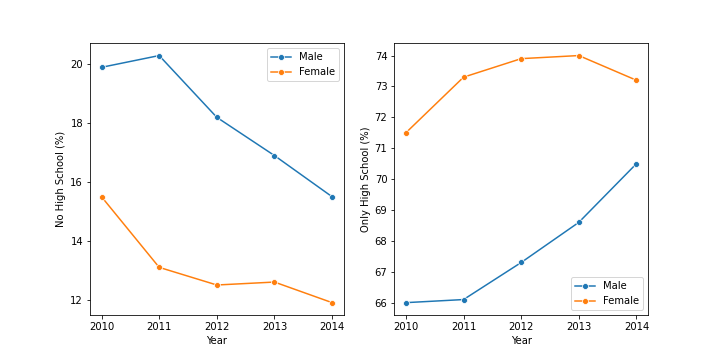 No High School (%)
20
18
16
14
12
Male
Female
2010 2011 2012 2013 2014
Year
Only High School (%)
74
73
72
71
70
69
68
67
66
Male
Female
2010 2011 2012 2013 2014
Year